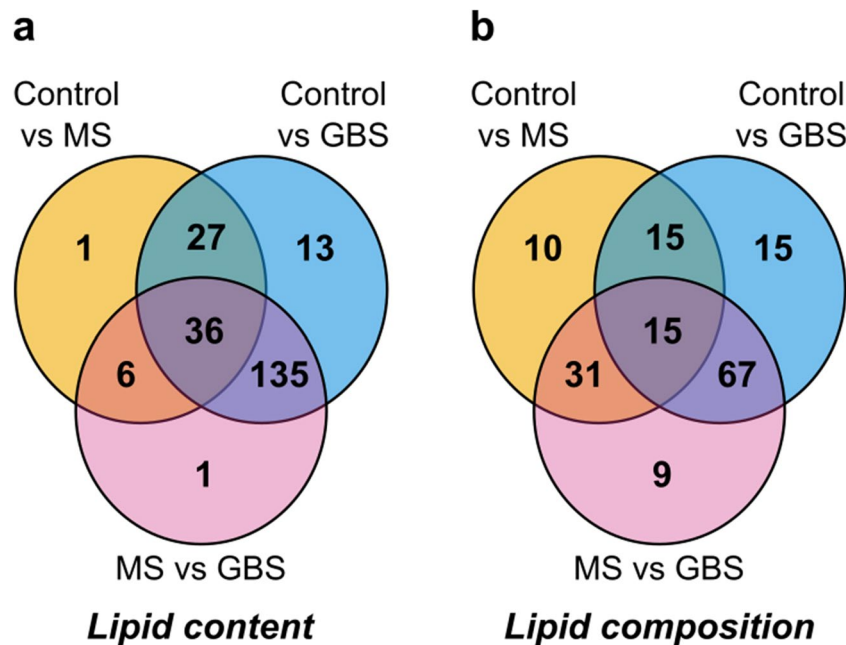 a
Control
vs MS
Control
vs GBS
1
27
13
36
6
135
1
MS vs GBS
Lipid content
b
Control
vs MS
Control
vs GBS
10
15
15
15
31
67
9
MS vs GBS
Lipid composition